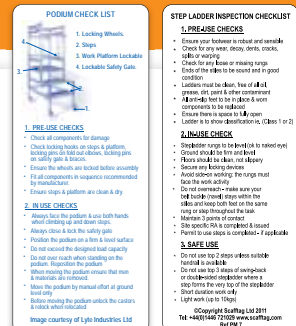 PODIUM CHECK LIST
1. Locking Wheels.
2. Steps
3. Work Platform Lockable
4. Lockable Safety Gate.
4.
3.
2.
1.
1. PRE-USE CHECKS
• Check all components for damage
• Check locking hooks on steps & platform,
locking pins on fold out elbows, locking pins
on safety gate & braces.
• Ensure the wheels are locked before assembly
• Fit all components in sequence recommended
by manufacturer
• Ensure steps & platform are clean & dry.
2. IN USE CHECKS
• Always face the podium & use both hands
when climbing up and down steps.
• Always close & lock the safety gate
• Position the podium on a firm & level surface
• Do not exceed the designed load capacity
• Do not over reach when standing on the
podium. Reposition the podium
• When moving the podium ensure that men
& materials are removed.
• Move the podium by manual effort at ground
level only
• Before moving the podium unlock the castors
& relock when relocated
Image courtesy of Lyte Industries Ltd
STEP LADDER INSPECTION CHECKLIST
1. PRE-USE CHECKS
• Ensure your footwear is robust and sensible
• Check for any wear, decay, dents, cracks,
splits or warping
• Check for any loose or missing rungs
• Ends of the stiles to be sound and in good
condition
• Ladders must be clean, free of all oil,
grease, dirt, paint & other contaminant
• All anti-slip feet to be in place & worn
components to be replaced
• Ensure there is space to fully open
• Ladder is to show classification ie, (Class 1 or 2)
2. IN-USE CHECK
• Stepladder rungs to be level (ok to naked eye)
• Ground should be firm and level
• Floors should be clean, not slippery
• Secure any locking devices
• Avoid side-on working: the rungs must
face the work activity
• Do not overreach - make sure your
belt buckle (navel) stays within the
stiles and keep both feet on the same
rung or step throughout the task
• Maintain 3 points of contact
• Site specific RA is completed & issued
• Permit to use steps is completed - if applicable
3. SAFE USE
• Do not use top 2 steps unless suitable
handrail is available
• Do not use top 3 steps of swing-back
or double-sided stepladder where a
step forms the very top of the stepladder
• Short duration work only
• Light work (up to 10kgs)
©Copyright Scafftag Ltd 2011
Tel: +44(0)1446 721029 www.scafftag.com
Ref PM 7